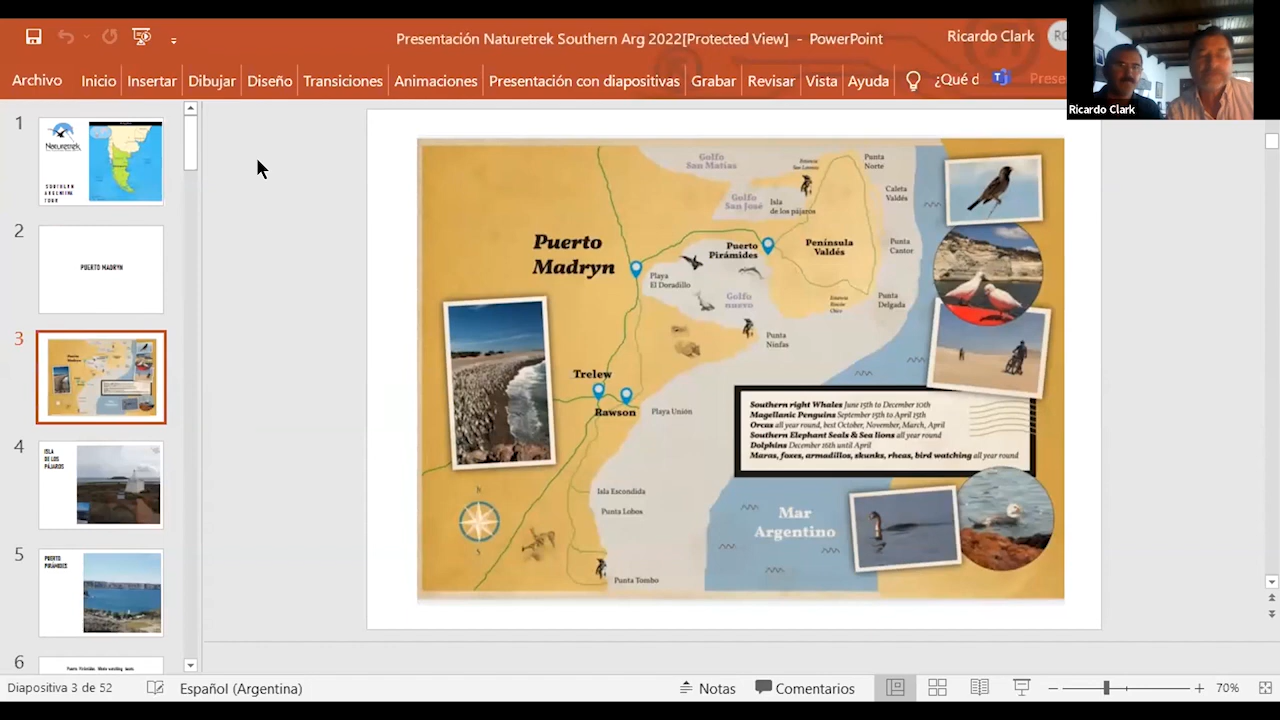 Presentación Naturetrek Southern Arg 2022[Protected View] - PowerPoint
Ricardo Clark
Archivo Inicio Insertar Dibujar Diseño Transiciones Animaciones Presentación con diapositivas Grabar Revisar Vista Ayuda ¿Qué d
Ricardo Clark
1
Naturetrek
SOUTHERN
ARGENTINA
TOUR
2
PUERTO MADRYN
3
4
ISLA
DE LOS
PÁJAROS
5
PUERTO
PIRÁMIDES
6
Golfo
San Matías
Punta
Norte
Golfo
San José
Isla
de los pájaros
Caleta
Valdés
Puerto
Madryn
Puerto
Pirámides
Península
Valdés
Punta
Cantor
Playa
El Doradillo
Golfo
nuevo
Punta
Delgada
Punta
Ninfas
Trelew
Rawson
Playa Unión
Southern right Whales June 15th to December 10th
Magellanic Penguins September 15th to April 15th
Orcas all year round, best October, November, March, April
Southern Elephant Seals & Sea lions all year round
Dolphins December 16th until April
Maras, foxes, armadillos, skunks, rheas, bird watching all year round
Isla Escondida
Punta Lobos
N
S
Mar
Argentino
Punta Tombo
Diapositiva 3 de 52
Español (Argentina)
Notas
Comentarios
70%